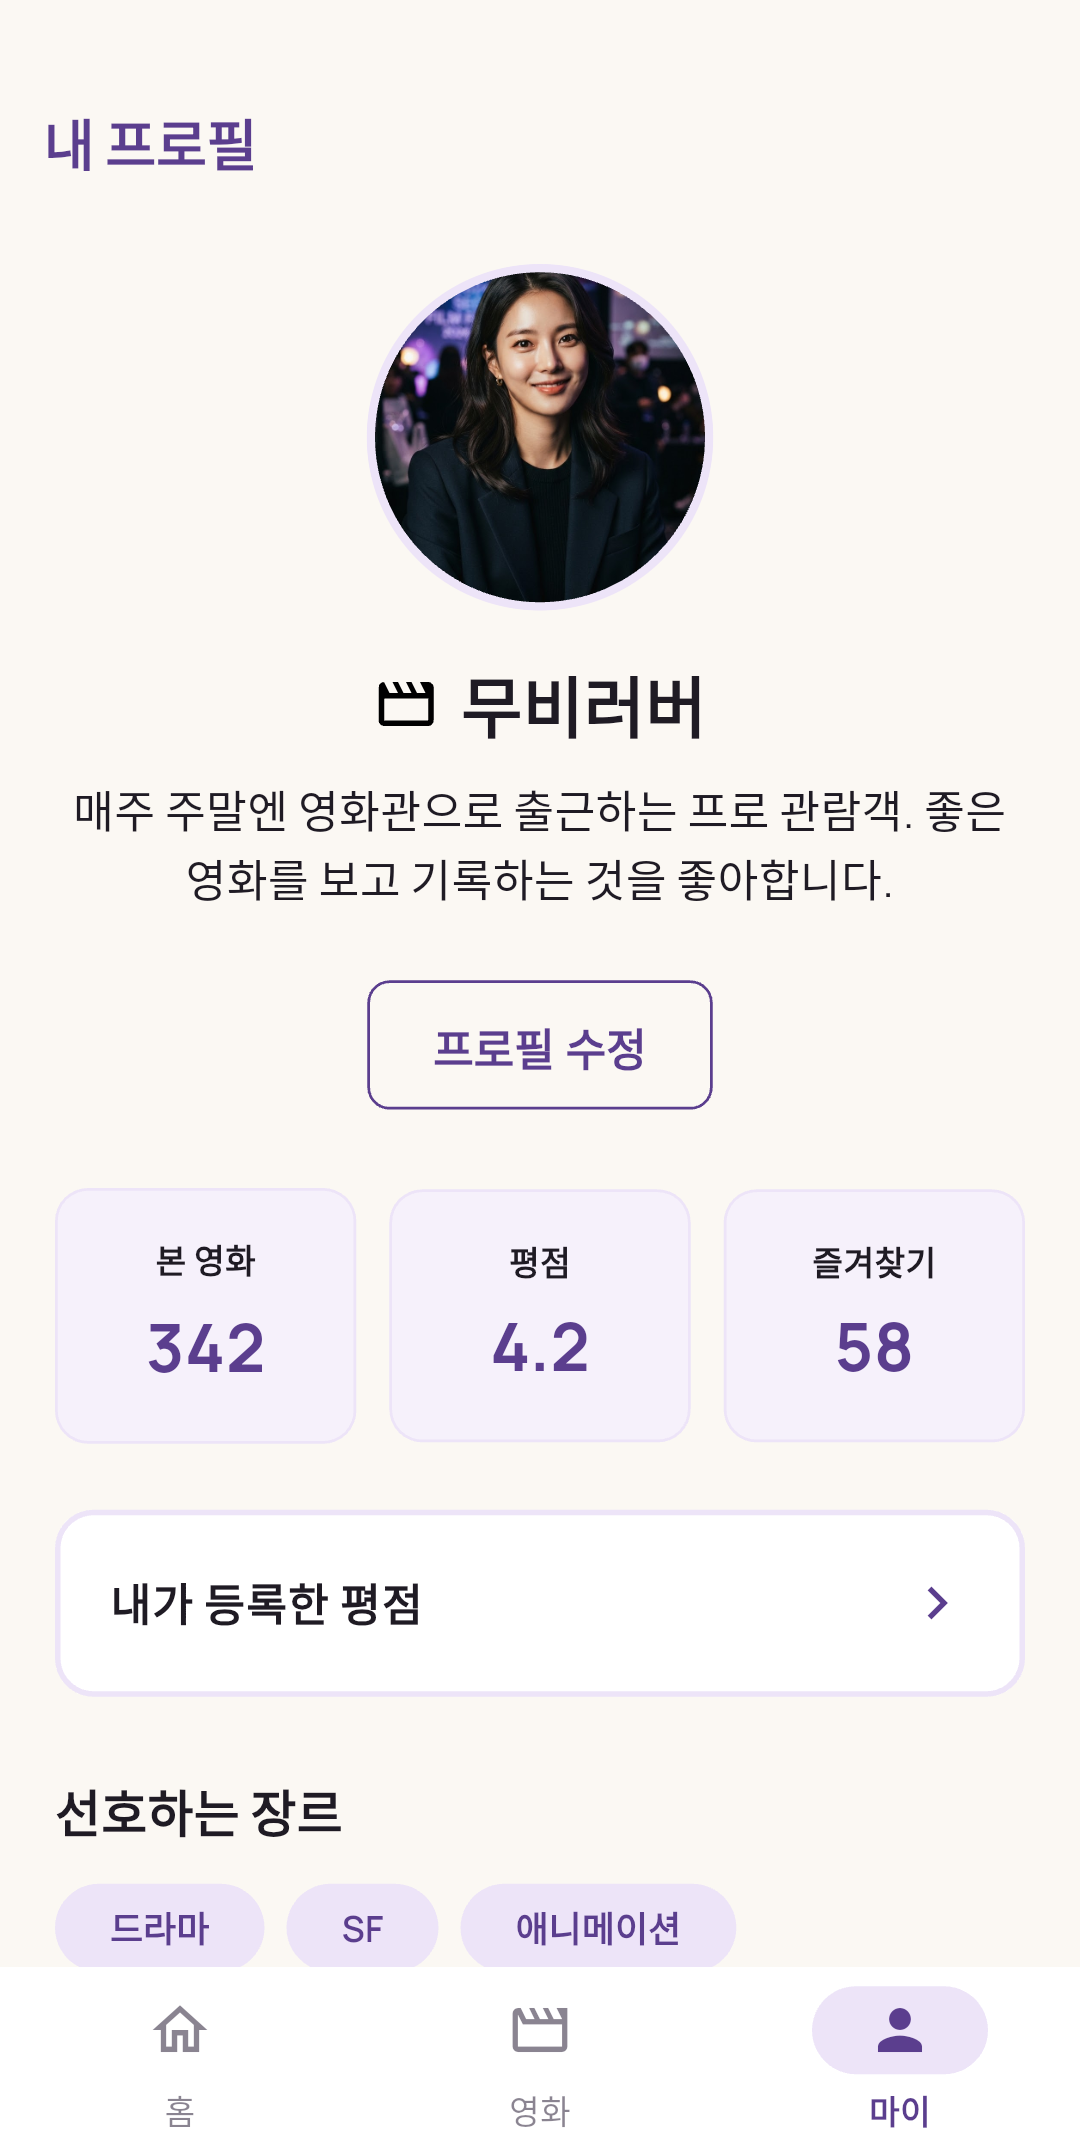 내 프로필
무비러버
매주 주말엔 영화관으로 출근하는 프로 관람객. 좋은
영화를 보고 기록하는 것을 좋아합니다.
프로필 수정
본 영화
342
평점
4.2
즐겨찾기
58
내가 등록한 평점
선호하는 장르
드라마
SF
애니메이션
홈
영화
마이